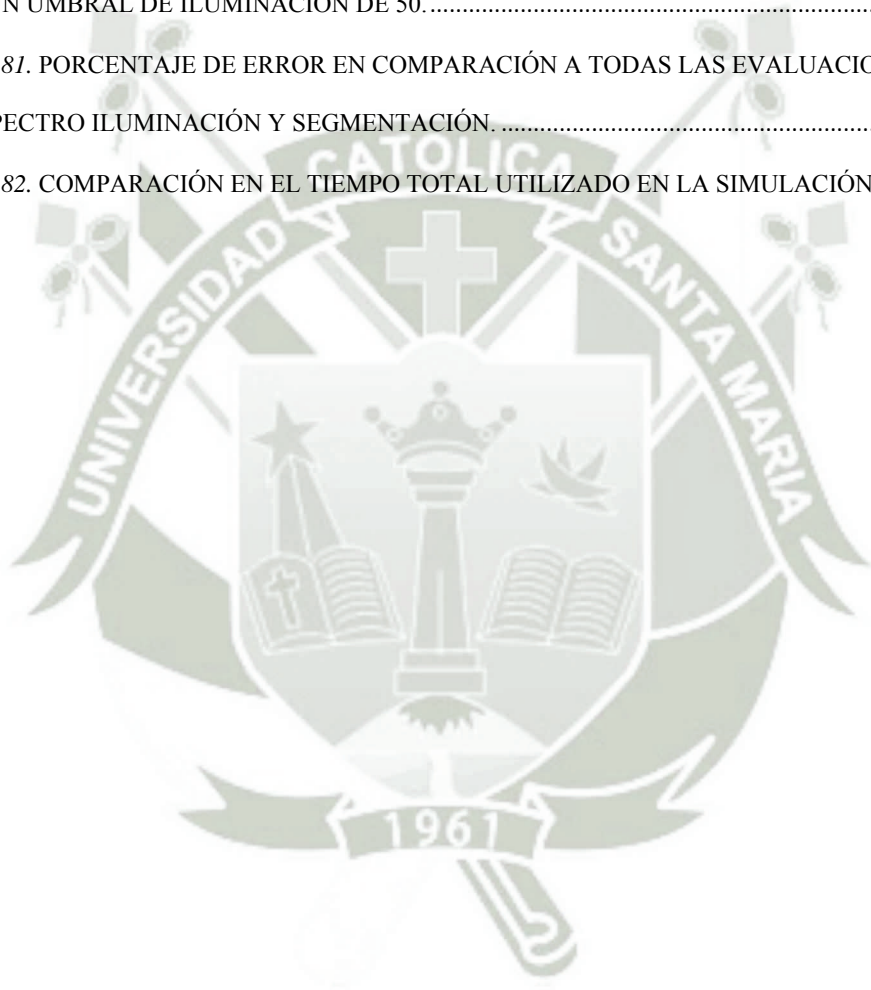 N UMBRAL DE ILUMINACIÓN DE 50.
81. PORCENTAJE DE ERROR EN COMPARACIÓN A TODAS LAS EVALUACIO
PECTRO ILUMINACIÓN Y SEGMENTACIÓN.
82. COMPARACIÓN EN EL TIEMPO TOTAL UTILIZADO EN LA SIMULACIÓN
UNIVERSIDAD CATOLICA SANTA MARIA
1961